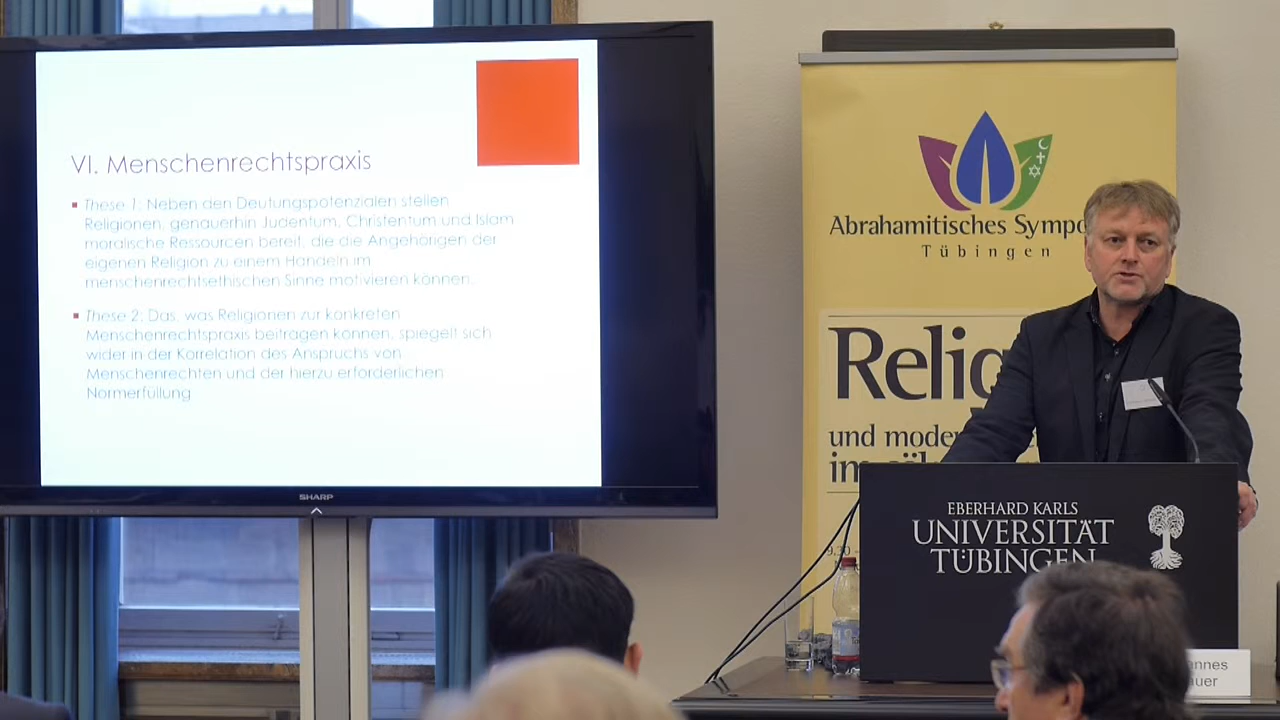 VI. Menschenrechtspraxis
These 1: Neben den Deutungspotenzialen stellen
Religionen, genauerhin Judentum, Christentum und Islam
moralische Ressourcen bereit, die die Angehörigen der
eigenen Religion zu einem Handeln im
menschenrechtsethischen Sinne motivieren können.
These 2: Das, was Religionen zur konkreten
Menschenrechtspraxis beitragen können, spiegelt sich
wider in der Korrelation des Anspruchs von
Menschenrechten und der hierzu erforderlichen
Normerfüllung
SHARP
Abrahamitisches Sympo
Tübingen
Relig
und moder
im
EBERHARD KARLS
UNIVERSITÄT
TÜBINGEN
9.30
annes
auer